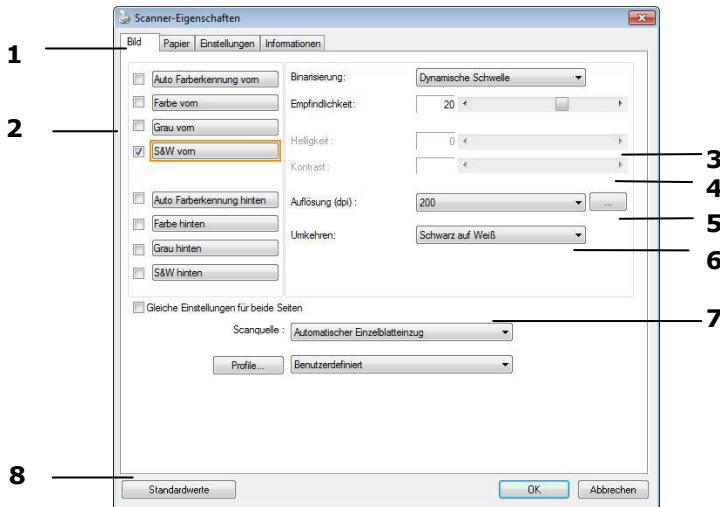 Scanner-Eigenschaften
Bild Papier Einstellungen Informationen
1
Auto Farberkennung vorn
Binarisierung: Dynamische Schwelle
Farbe vorn
Empfindlichkeit: 20
2
Grau vorn
Helligkeit : 0
S&W vorn
3
Kontrast :
4
Auto Farberkennung hinten
Auflösung (dpi) : 200 ...
5
Farbe hinten
Umkehren: Schwarz auf Weiß
6
Grau hinten
S&W hinten
Gleiche Einstellungen für beide Seiten
7
Scanquelle : Automatischer Einzelblatteinzug
Profile... Benutzerdefiniert
8
Standardwerte OK Abbrechen